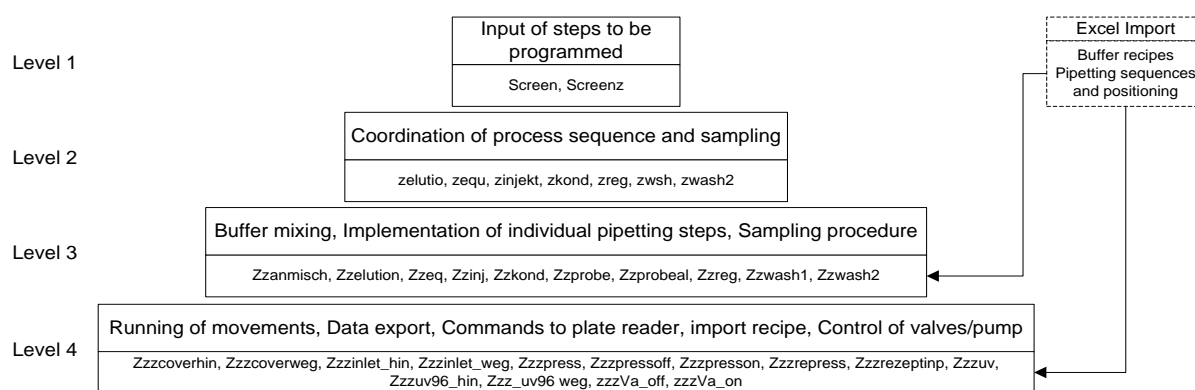 Input of steps to be
programmed
Screen, Screenz
Level 1
Excel Import
Buffer recipes
Pipetting sequences
and positioning
Level 2
Coordination of process sequence and sampling
zelutio, zequ, zinjekt, zkond, zreg, zwsh, zwash2
Level 3
Buffer mixing, Implementation of individual pipetting steps, Sampling procedure
Zzanmisch, Zzelution, Zzeq, Zzinj, Zzkond, Zzprobe, Zzprobeal, Zzreg, Zzwash1, Zzwash2
Level 4
Running of movements, Data export, Commands to plate reader, import recipe, Control of valves/pump
Zzzcoverhin, Zzzcoverweg, Zzzinlet_hin, Zzzinlet_weg, Zzzpress, Zzzpressoff, Zzzpresson, Zzzrepress, Zzzrezeptinp, Zzzuv,
Zzzuv96_hin, Zzz_uv96 weg, zzzVa_off, zzzVa_on